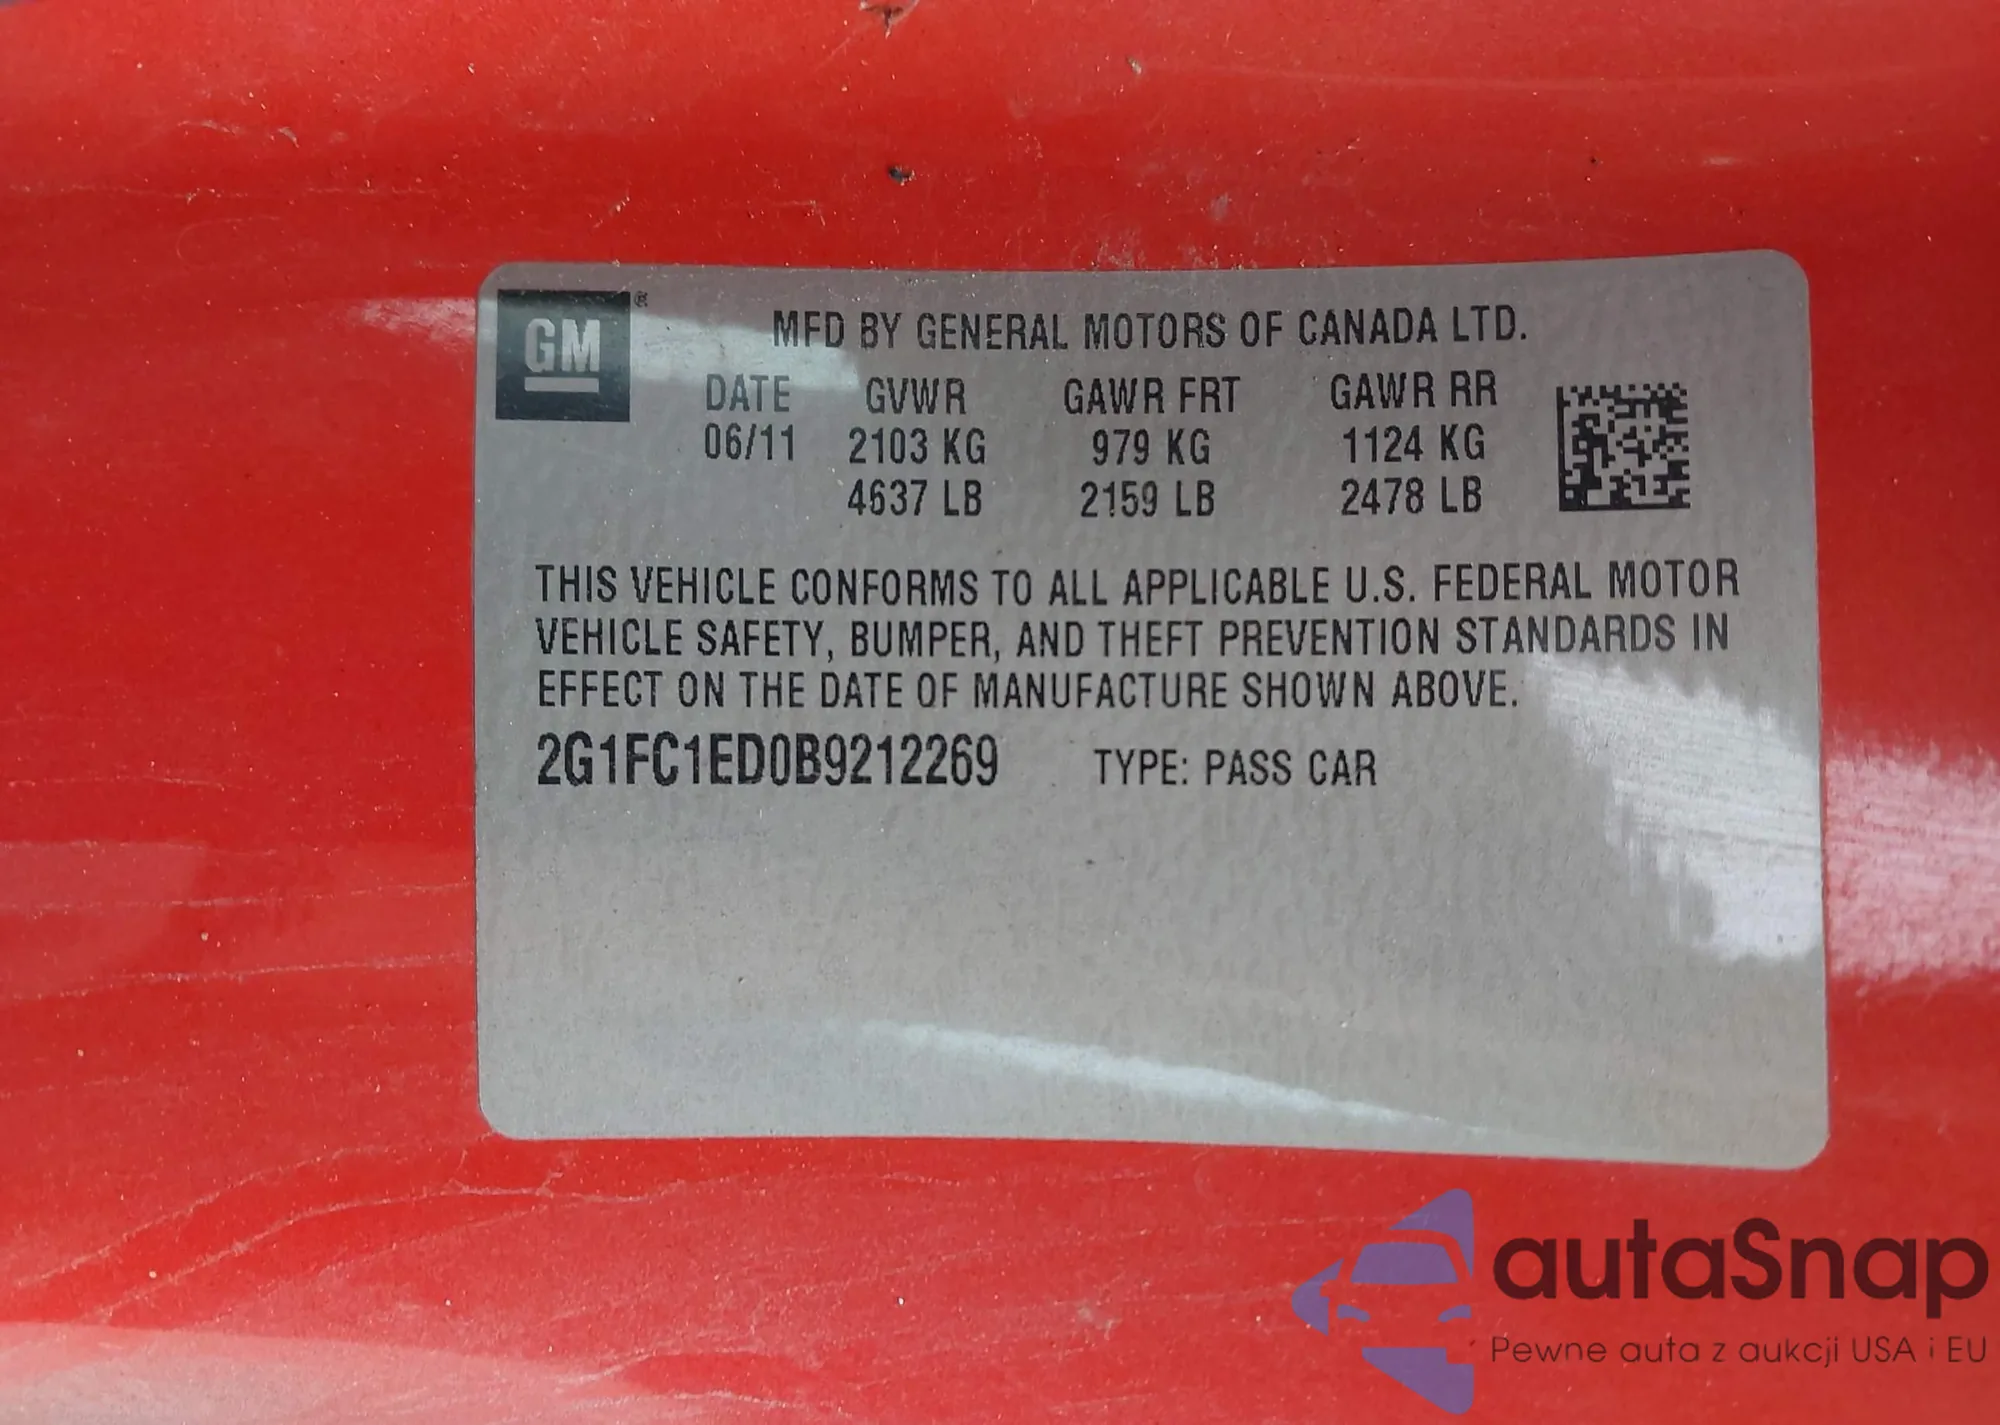 GM ®
MFD BY GENERAL MOTORS OF CANADA LTD.
DATE GVWR GAWR FRT GAWR RR
06/11 2103 KG 979 KG 1124 KG
4637 LB 2159 LB 2478 LB
THIS VEHICLE CONFORMS TO ALL APPLICABLE U.S. FEDERAL MOTOR
VEHICLE SAFETY, BUMPER, AND THEFT PREVENTION STANDARDS IN
EFFECT ON THE DATE OF MANUFACTURE SHOWN ABOVE.
2G1FC1ED0B9212269 TYPE: PASS CAR
autaSnap
Pewne auta z aukcji USA i EU